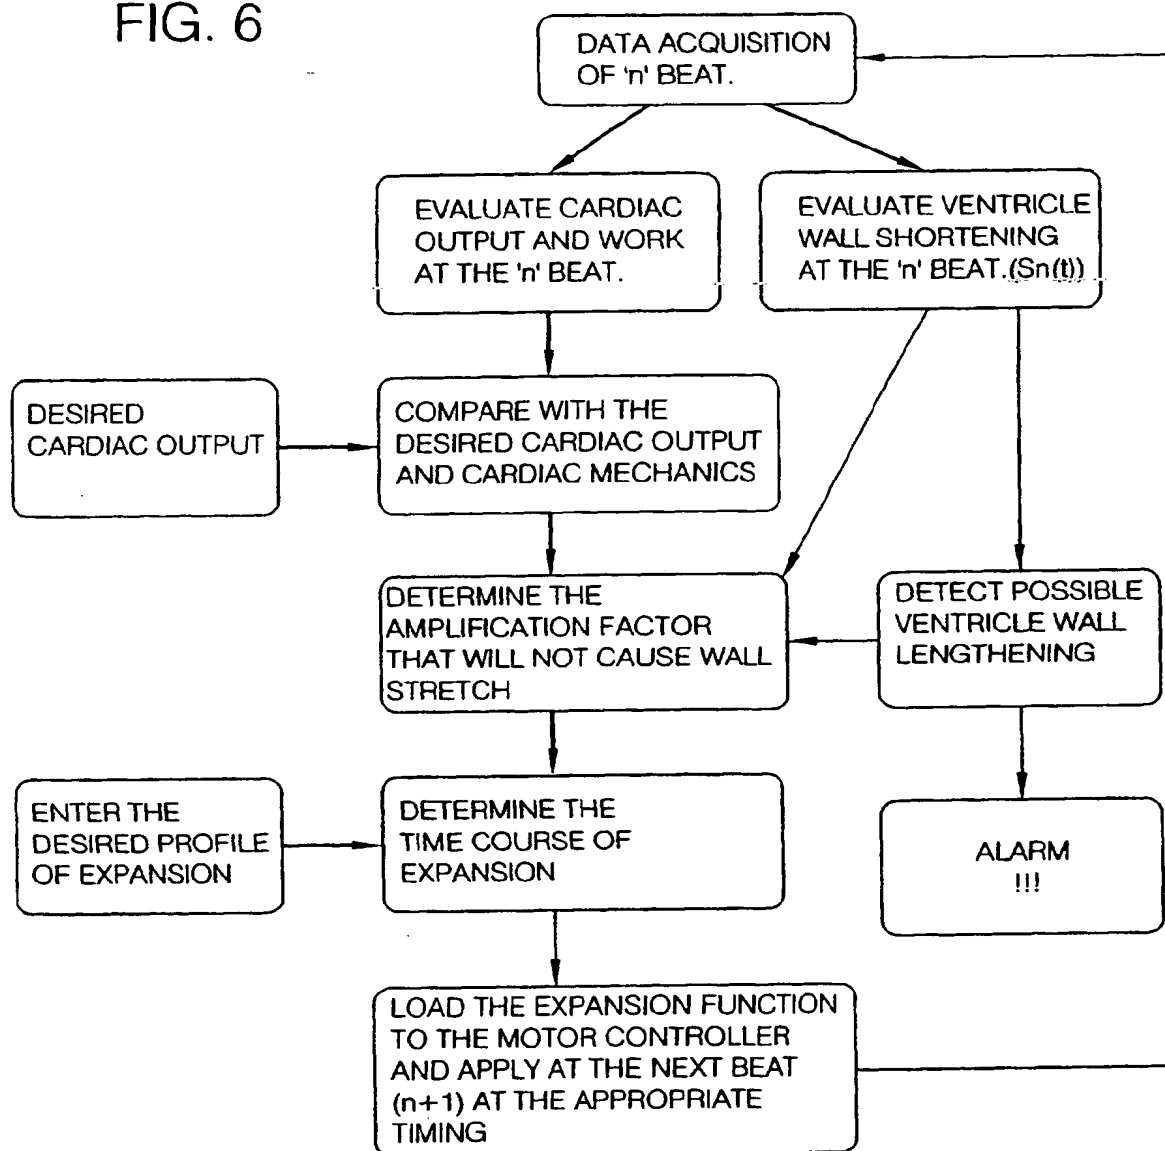 FIG. 6
DATA ACQUISITION
OF 'n' BEAT.
EVALUATE CARDIAC
OUTPUT AND WORK
AT THE 'n' BEAT.
EVALUATE VENTRICLE
WALL SHORTENING
AT THE 'n' BEAT.(Sn(t))
DESIRED
CARDIAC OUTPUT
COMPARE WITH THE
DESIRED CARDIAC OUTPUT
AND CARDIAC MECHANICS
DETERMINE THE
AMPLIFICATION FACTOR
THAT WILL NOT CAUSE WALL
STRETCH
DETECT POSSIBLE
VENTRICLE WALL
LENGTHENING
ENTER THE
DESIRED PROFILE
OF EXPANSION
DETERMINE THE
TIME COURSE OF
EXPANSION
ALARM
!!!
LOAD THE EXPANSION FUNCTION
TO THE MOTOR CONTROLLER
AND APPLY AT THE NEXT BEAT
(n+1) AT THE APPROPRIATE
TIMING